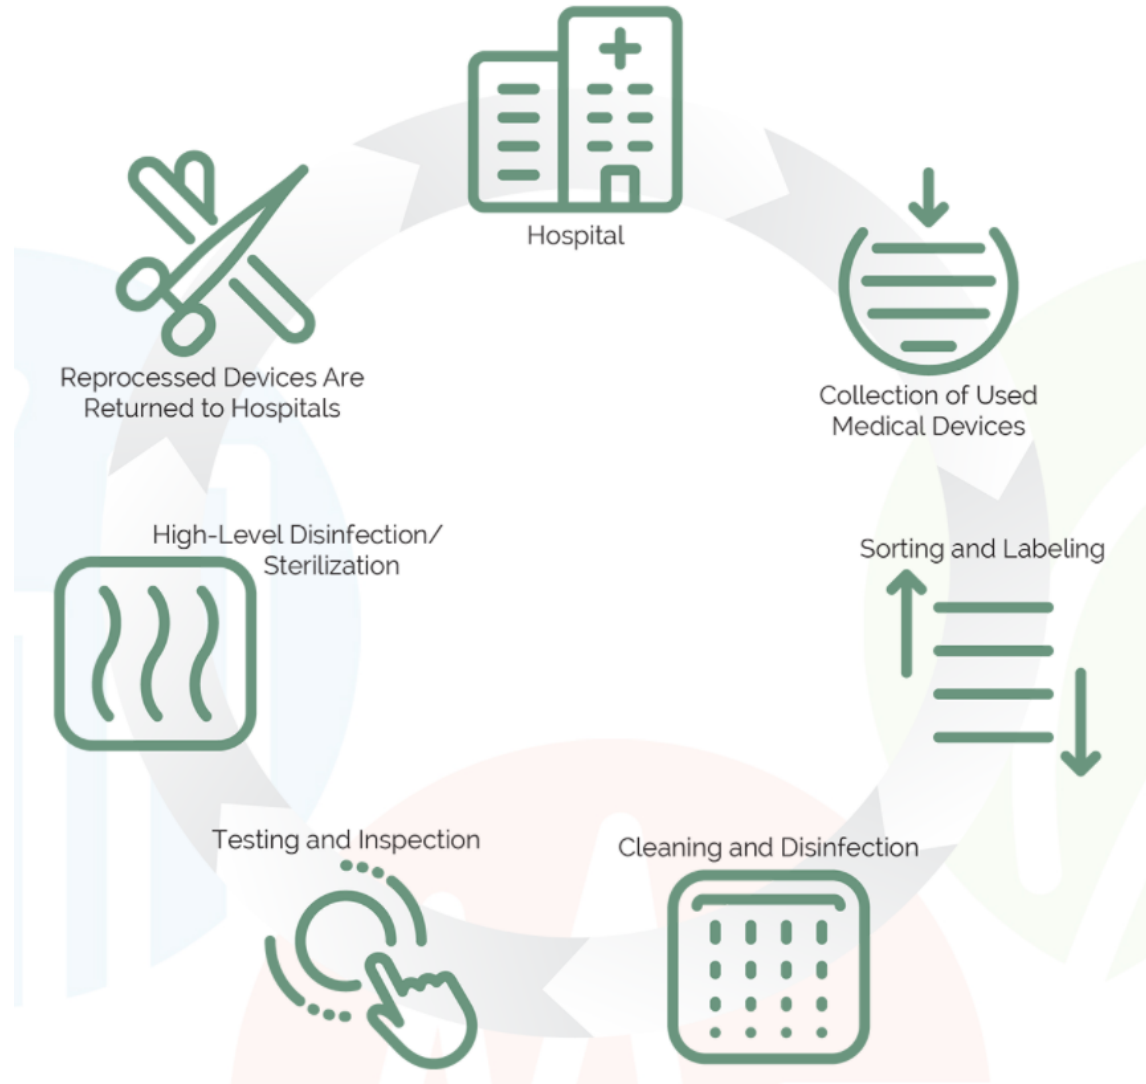 Hospital
Collection of Used
Medical Devices
Sorting and Labeling
Cleaning and Disinfection
Testing and Inspection
High-Level Disinfection/
Sterilization
Reprocessed Devices Are
Returned to Hospitals